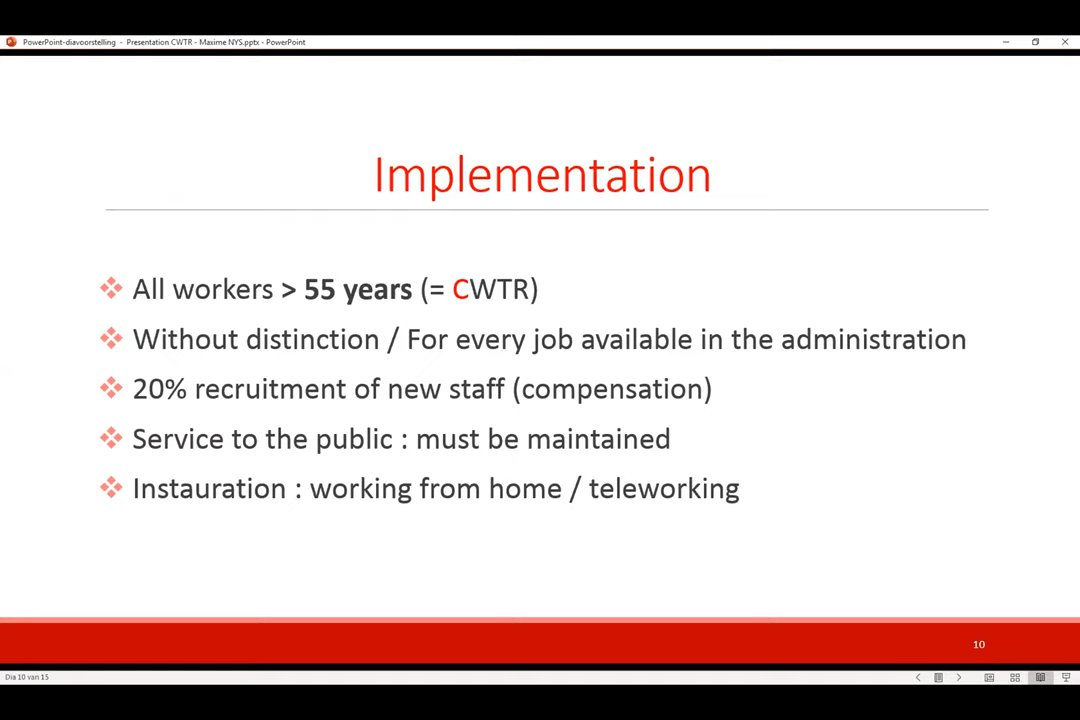 PowerPoint-diavoorstelling - Presentation CWTR - Maxime NYS.pptx - PowerPoint
Implementation
All workers > 55 years (= CWTR)
Without distinction / For every job available in the administration
20% recruitment of new staff (compensation)
Service to the public : must be maintained
Instauration : working from home / teleworking
10
Dia 10 van 15